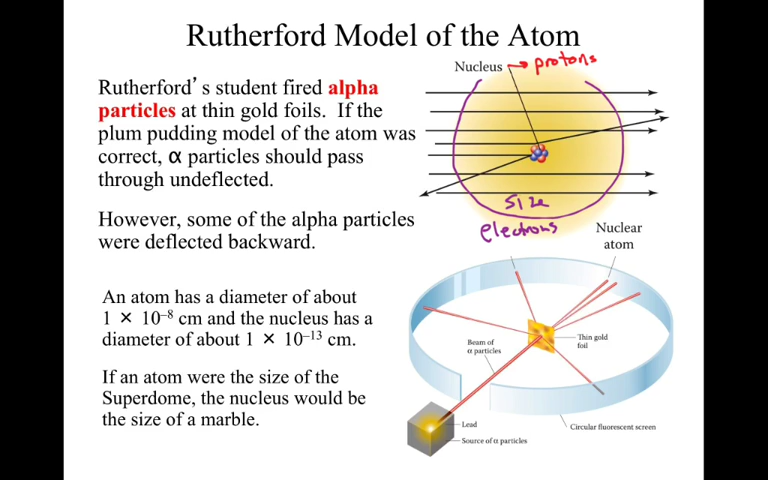 Rutherford Model of the Atom
Nucleus → protons
Rutherford's student fired alpha
particles at thin gold foils. If the
plum pudding model of the atom was
correct, α particles should pass
through undeflected.
However, some of the alpha particles
were deflected backward.
An atom has a diameter of about
1 × 10⁻⁸ cm and the nucleus has a
diameter of about 1 × 10⁻¹³ cm.
If an atom were the size of the
Superdome, the nucleus would be
the size of a marble.
size
electrons
Nuclear
atom
Beam of
α particles
Thin gold
foil
Lead
Source of α particles
Circular fluorescent screen